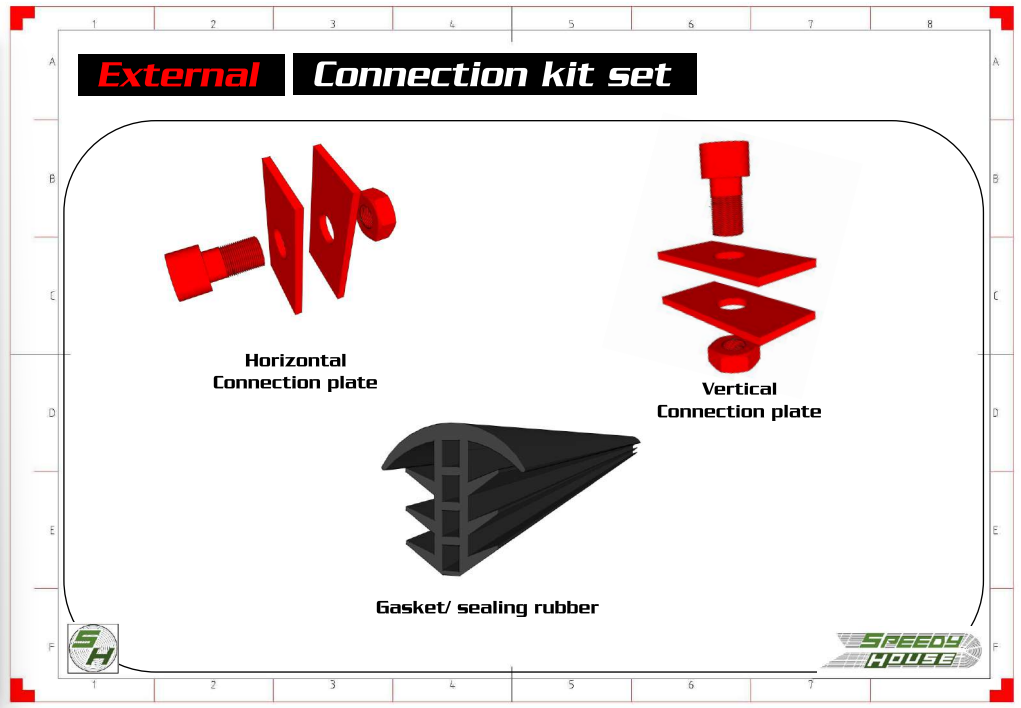 1 2 3 4 5 6 7 8
A A
External Connection kit set
B B
C C
Horizontal
Connection plate
Vertical
Connection plate
D D
E E
Gasket/ sealing rubber
F F
SH
SPEEDY
HOUSE
1 2 3 4 5 6 7